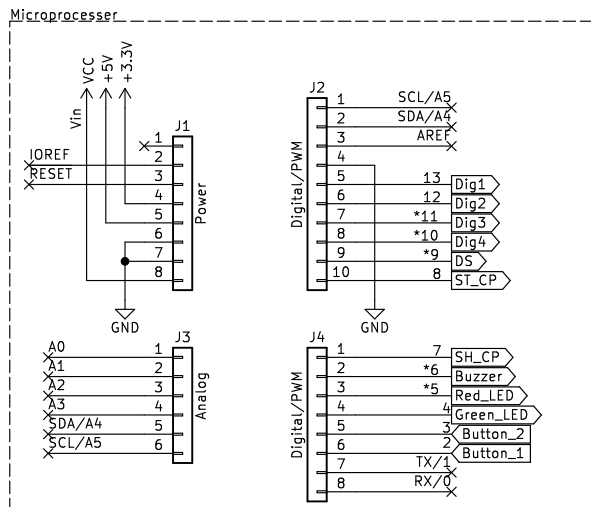 Microprocesser
VCC
+5V
+3.3V
Vin
J1
1
IOREF 2
RESET 3
4
5
6
7
8
Power
GND
J2
1 SCL/A5
2 SDA/A4
3 AREF
4
5 13 Dig1
6 12 Dig2
7 *11 Dig3
8 *10 Dig4
9 *9 DS
10 8 ST_CP
Digital/PWM
GND
J3
A0 1
A1 2
A2 3
A3 4
SDA/A4 5
SCL/A5 6
Analog
J4
1 7 SH_CP
2 *6 Buzzer
3 *5 Red_LED
4 4 Green_LED
5 3 Button_2
6 2 Button_1
7 TX/1
8 RX/0
Digital/PWM